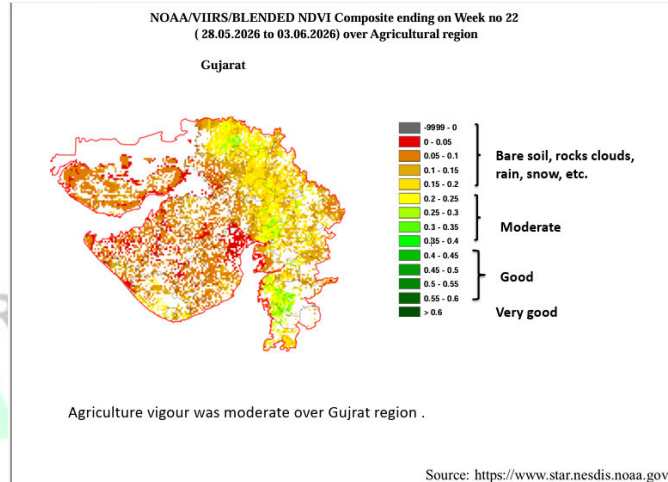 NOAA/VIIRS/BLENDED NDVI Composite ending on Week no 22
( 28.05.2026 to 03.06.2026) over Agricultural region
Gujarat
-9999 - 0
0 - 0.05
0.05 - 0.1
0.1 - 0.15
0.15 - 0.2
Bare soil, rocks clouds,
rain, snow, etc.
0.2 - 0.25
0.25 - 0.3
0.3 - 0.35
0.35 - 0.4
Moderate
0.4 - 0.45
0.45 - 0.5
0.5 - 0.55
0.55 - 0.6
Good
> 0.6
Very good
Agriculture vigour was moderate over Gujrat region .
Source: https://www.star.nesdis.noaa.gov